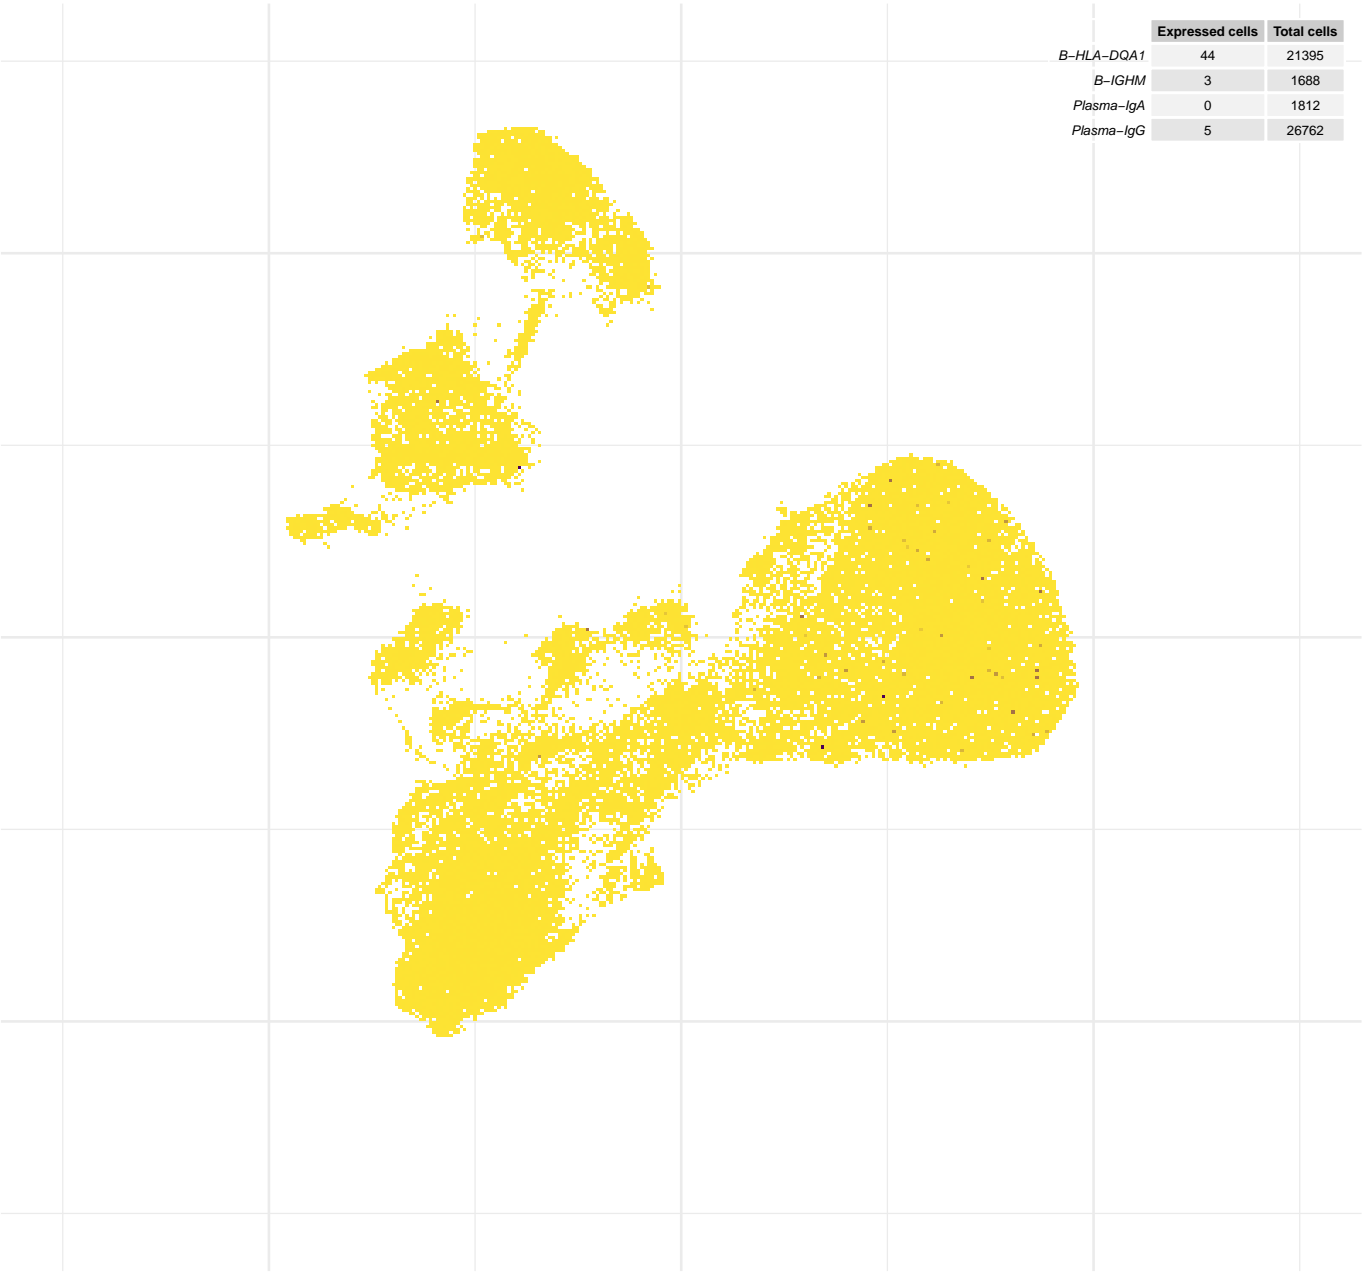 Expressed cells Total cells
B−HLA−DQA1 44 21395
B−IGHM 3 1688
Plasma−IgA 0 1812
Plasma−IgG 5 26762